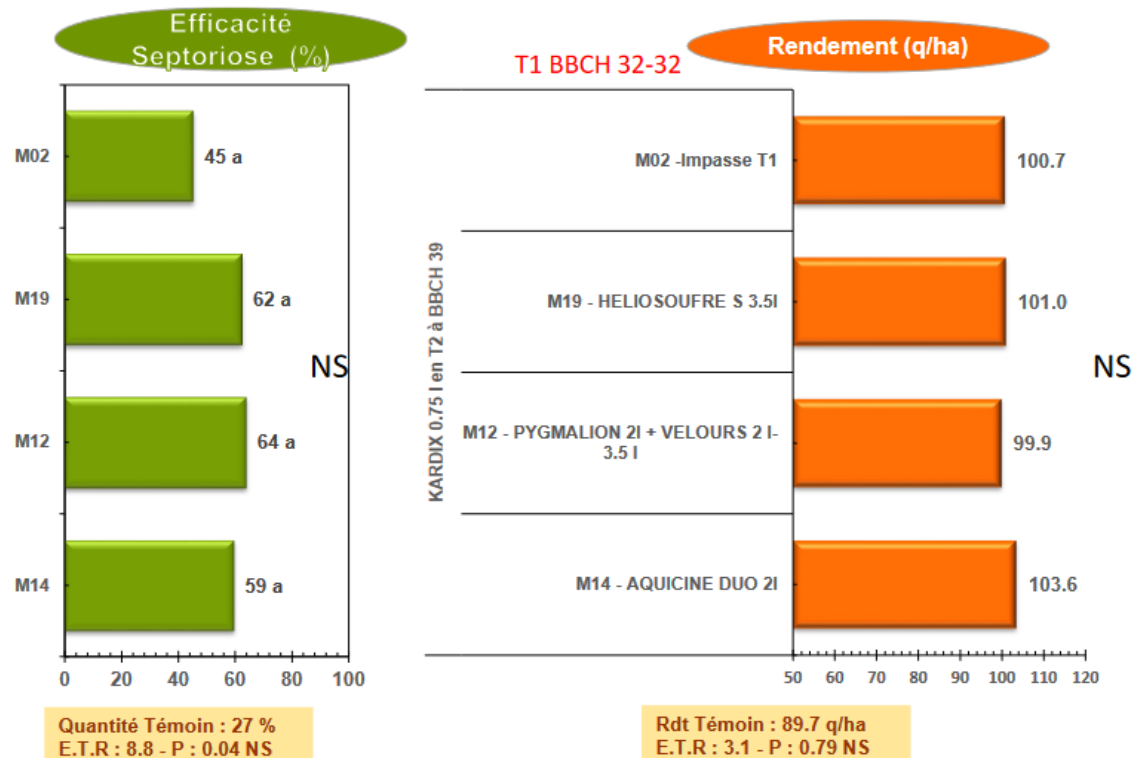 Efficacité
Septoriose (%)
M02
45 a
M19
62 a
NS
M12
64 a
M14
59 a
0 20 40 60 80 100
Quantité Témoin : 27 %
E.T.R : 8.8 - P : 0.04 NS
T1 BBCH 32-32
Rendement (q/ha)
KARDIX 0.75 l en T2 à BBCH 39
M02 -Impasse T1
100.7
M19 - HELIOSOUFRE S 3.5l
101.0
NS
M12 - PYGMALION 2l + VELOURS 2 l-
3.5 l
99.9
M14 - AQUICINE DUO 2l
103.6
50 60 70 80 90 100 110 120
Rdt Témoin : 89.7 q/ha
E.T.R : 3.1 - P : 0.79 NS